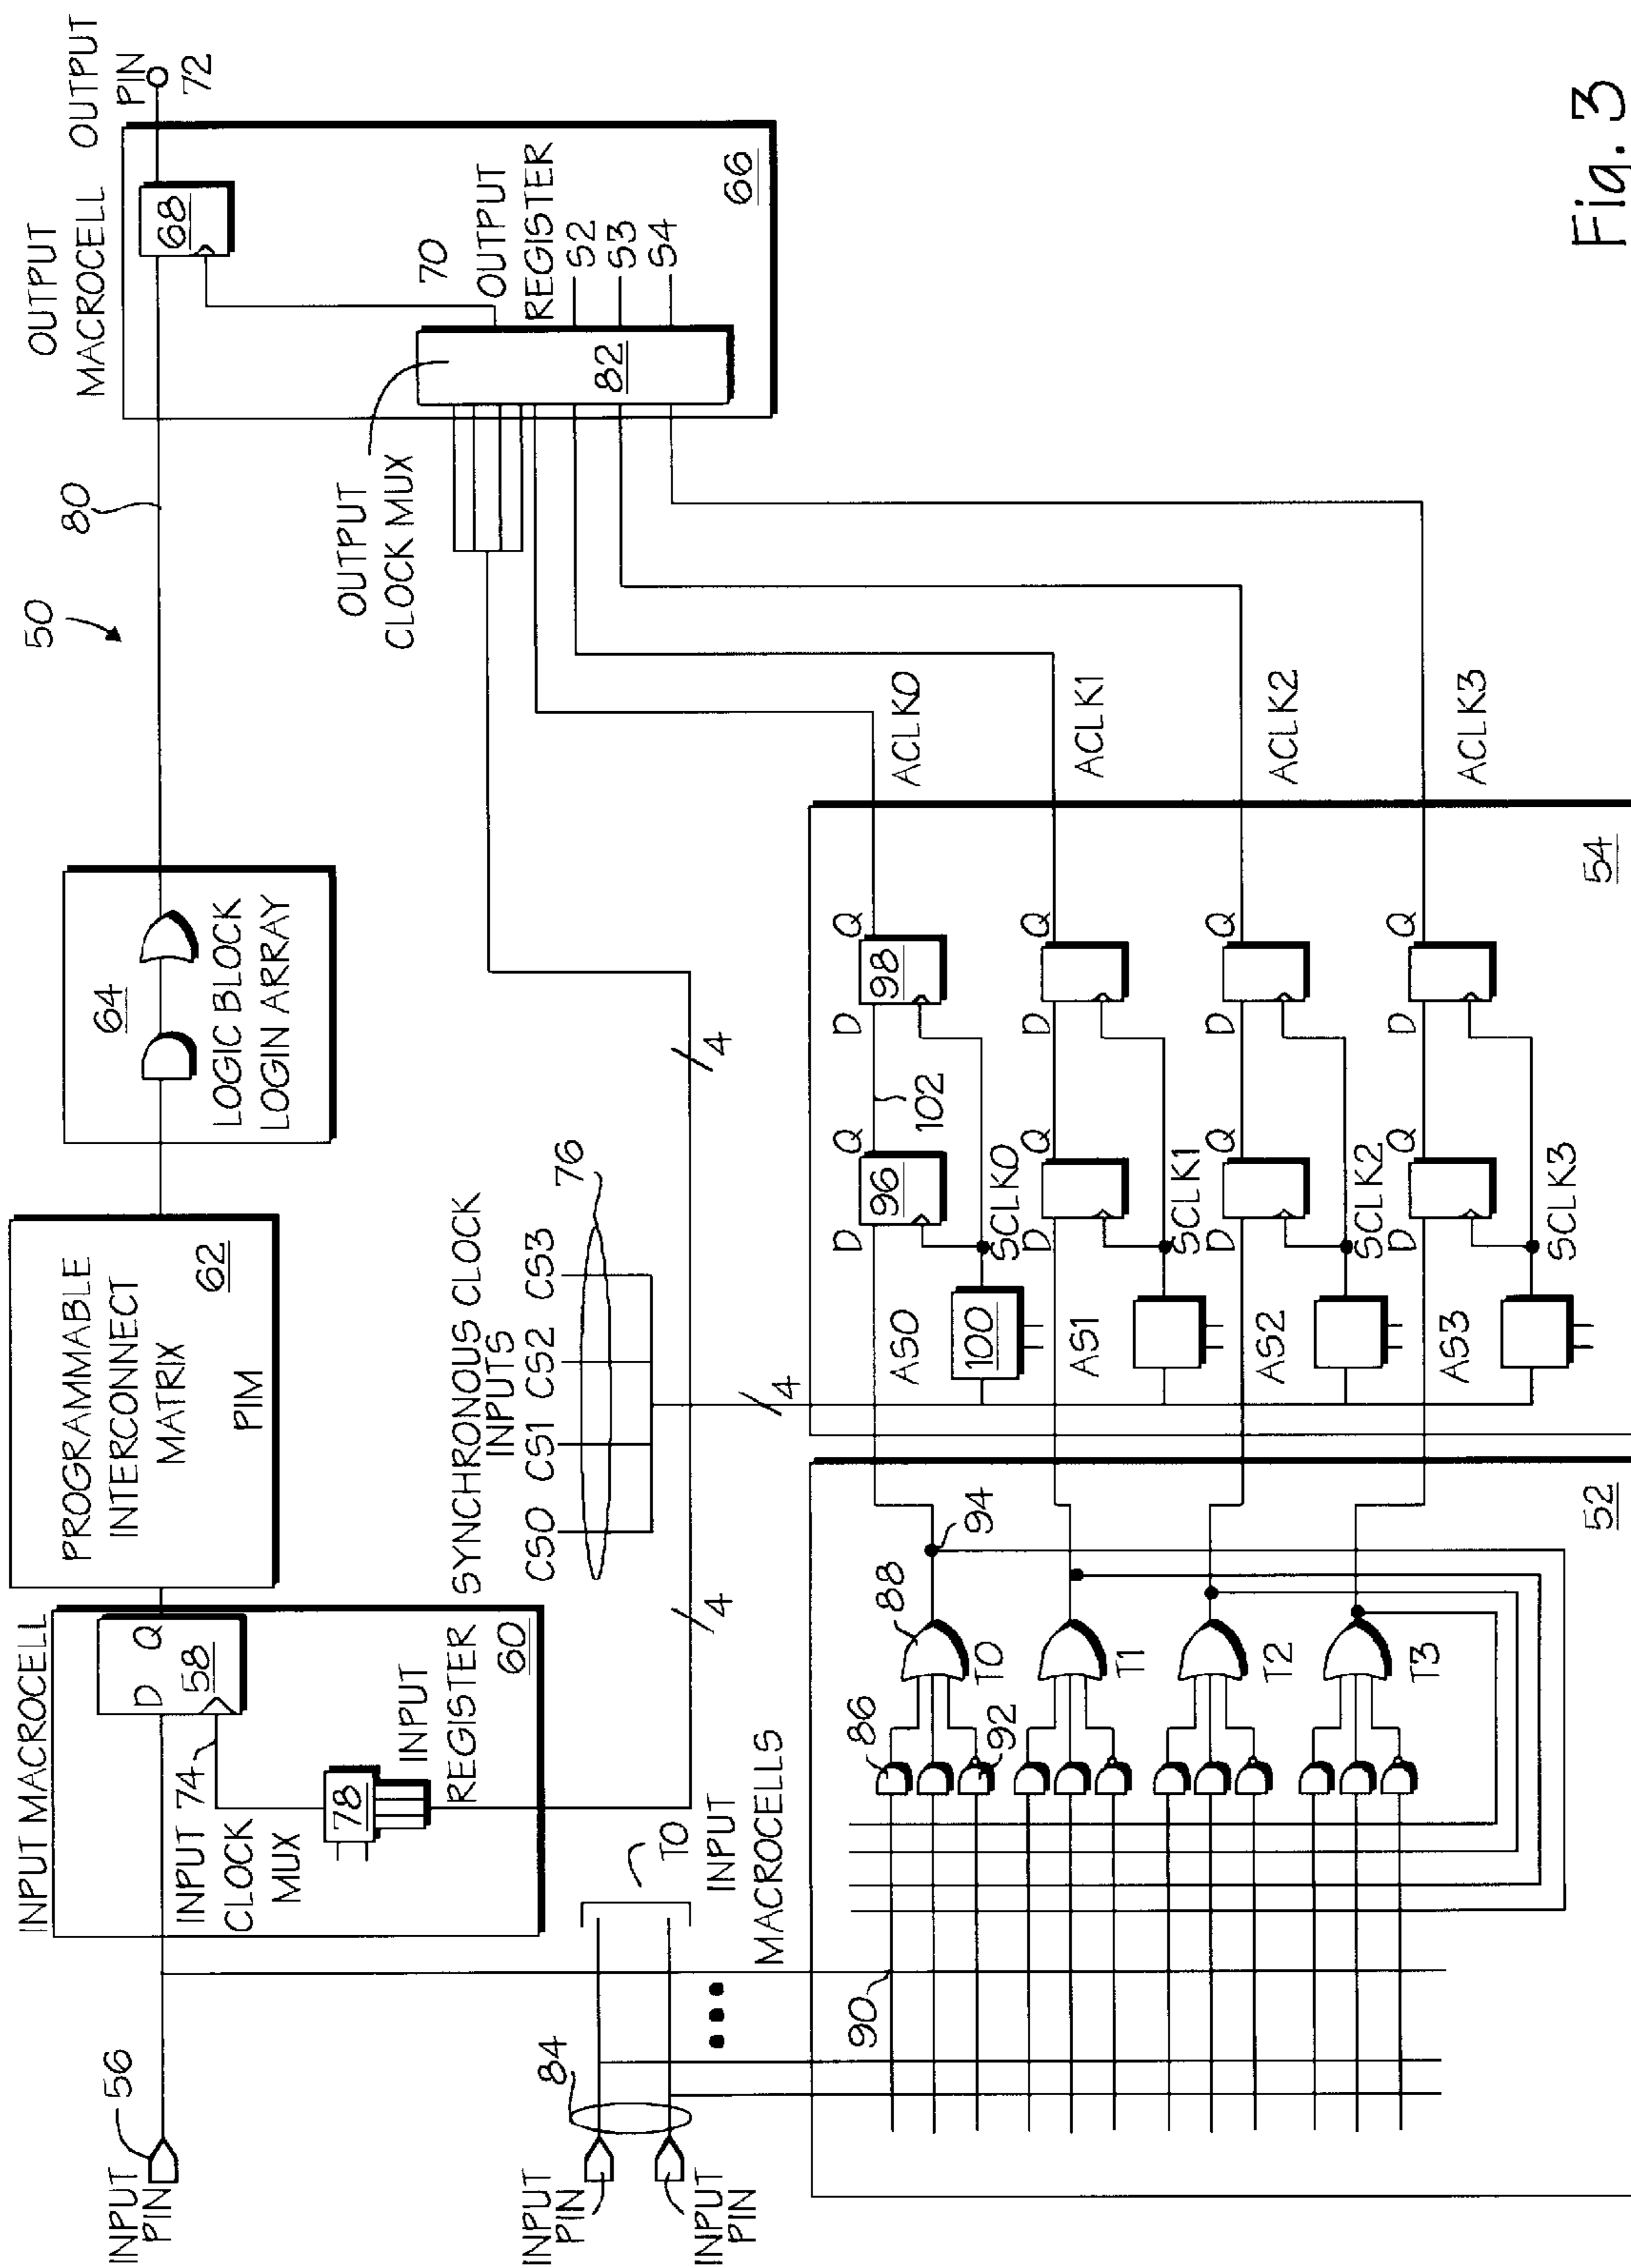 50
INPUT
PIN
56
INPUT MACROCELL
D
Q
58
INPUT 74
CLOCK
MUX
78
INPUT
REGISTER
60
PROGRAMMABLE
INTERCONNECT
MATRIX
PIM
62
64
LOGIC BLOCK
LOGIN ARRAY
80
OUTPUT
MACROCELL
68
OUTPUT
PIN
72
OUTPUT
CLOCK MUX
70
OUTPUT
REGISTER
S2
S3
S4
82
66
INPUT
PIN
INPUT
PIN
84
TO
INPUT
MACROCELLS
SYNCHRONOUS CLOCK
INPUTS
CS0 CS1 CS2 CS3
76
4
4
4
90
86
88
92
94
T0
T1
T2
T3
52
AS0
100
D
96
Q
102
D
98
Q
SCLK0
ACLK0
AS1
D
Q
D
Q
SCLK1
ACLK1
AS2
D
Q
D
Q
SCLK2
ACLK2
AS3
D
Q
D
Q
SCLK3
ACLK3
54
Fig. 3